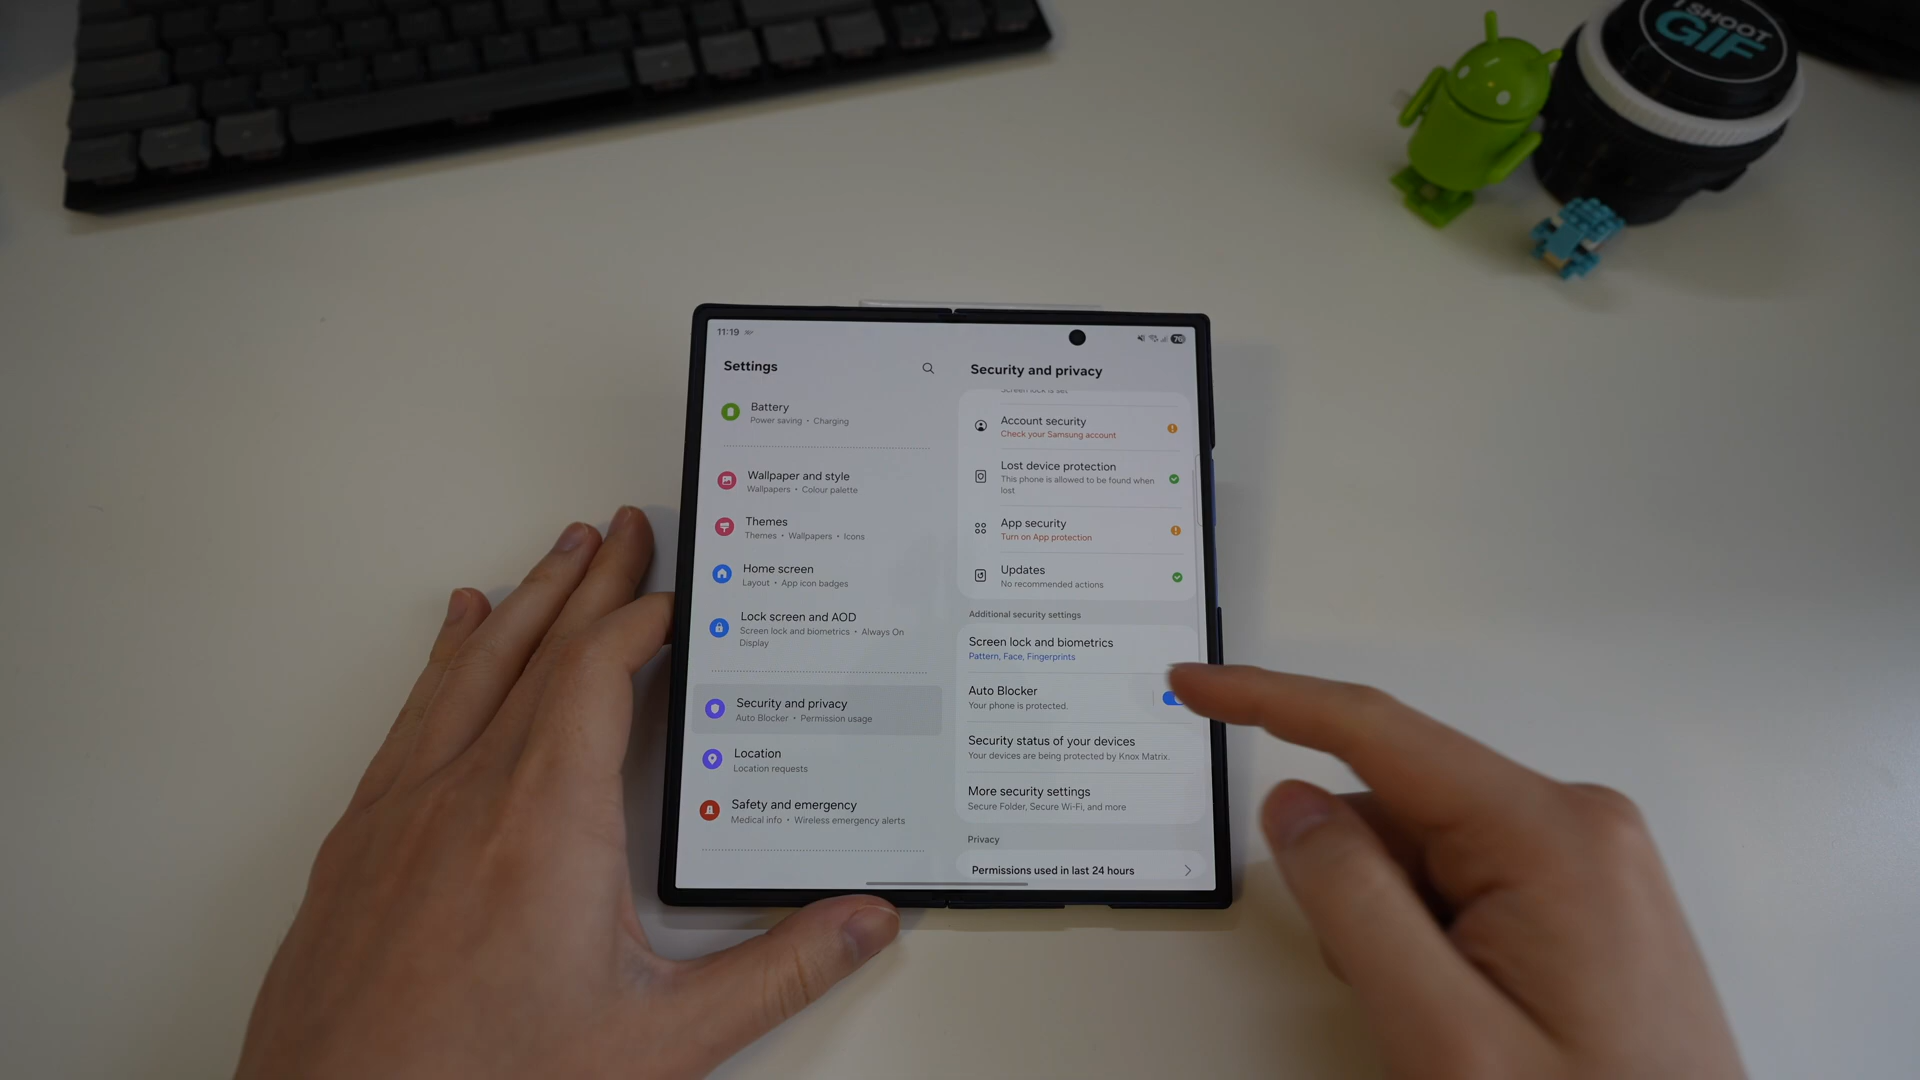 I SHOOT
GIF
11:19
76
Settings
Battery
Power saving • Charging
Wallpaper and style
Wallpapers • Colour palette
Themes
Themes • Wallpapers • Icons
Home screen
Layout • App icon badges
Lock screen and AOD
Screen lock and biometrics • Always On
Display
Security and privacy
Auto Blocker • Permission usage
Location
Location requests
Safety and emergency
Medical info • Wireless emergency alerts
Security and privacy
Screen lock is set
Account security
Check your Samsung account
Lost device protection
This phone is allowed to be found when
lost
App security
Turn on App protection
Updates
No recommended actions
Additional security settings
Screen lock and biometrics
Pattern, Face, Fingerprints
Auto Blocker
Your phone is protected.
Security status of your devices
Your devices are being protected by Knox Matrix.
More security settings
Secure Folder, Secure Wi-Fi, and more
Privacy
Permissions used in last 24 hours